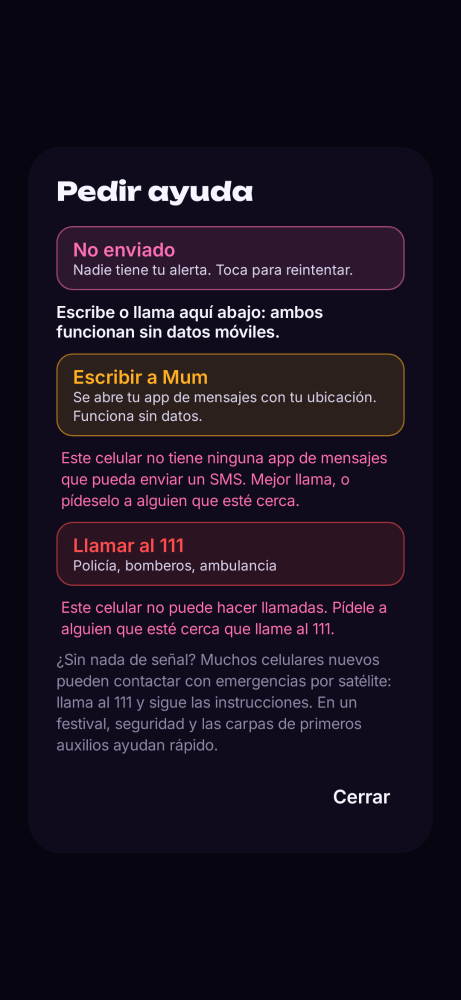 Pedir ayuda
No enviado
Nadie tiene tu alerta. Toca para reintentar.
Escribe o llama aquí abajo: ambos
funcionan sin datos móviles.
Escribir a Mum
Se abre tu app de mensajes con tu ubicación.
Funciona sin datos.
Este celular no tiene ninguna app de mensajes
que pueda enviar un SMS. Mejor llama, o
pídeselo a alguien que esté cerca.
Llamar al 111
Policía, bomberos, ambulancia
Este celular no puede hacer llamadas. Pídele a
alguien que esté cerca que llame al 111.
¿Sin nada de señal? Muchos celulares nuevos
pueden contactar con emergencias por satélite:
llama al 111 y sigue las instrucciones. En un
festival, seguridad y las carpas de primeros
auxilios ayudan rápido.
Cerrar